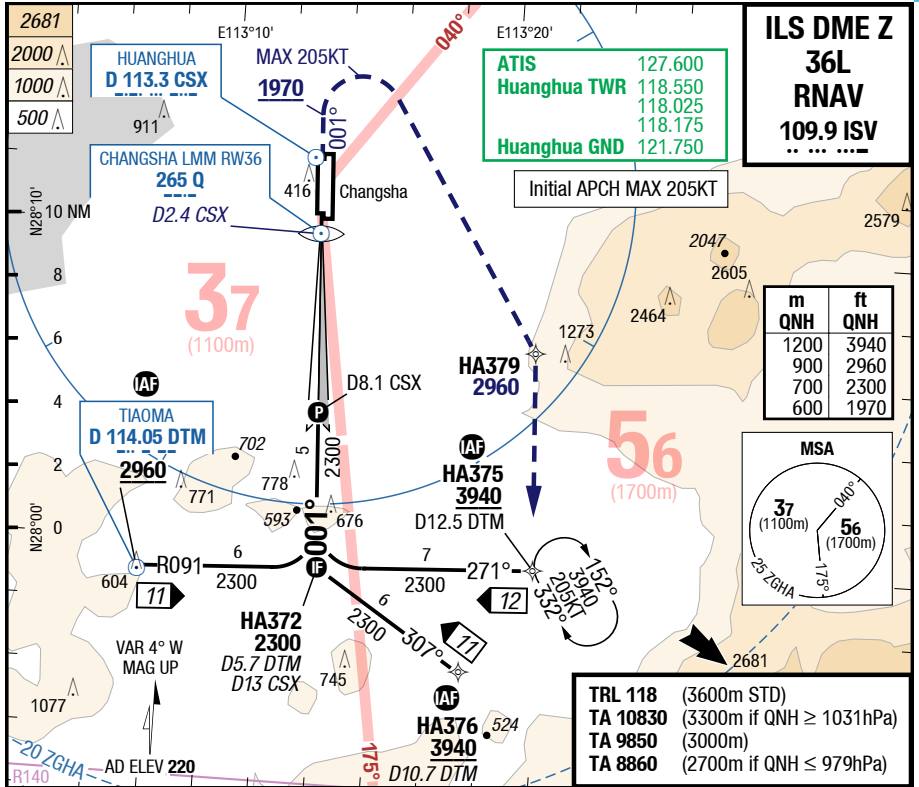 2681
2000
1000
500
E113°10'
E113°20'
HUANGHUA
D 113.3 CSX
911
MAX 205KT
1970
001°
040°
ATIS 127.600
Huanghua TWR 118.550
118.025
118.175
Huanghua GND 121.750
ILS DME Z
36L
RNAV
109.9 ISV
CHANGSHA LMM RW36
265 Q
D2.4 CSX
416
Changsha
Initial APCH MAX 205KT
N28°10'
10 NM
8
6
4
2
0
N28°00'
2579
2047
2605
2464
1273
37
(1100m)
m ft
QNH QNH
1200 3940
900 2960
700 2300
600 1970
HA379
2960
D8.1 CSX
P
IAF
TIAOMA
D 114.05 DTM
2960
702
771
778
5
2300
593
676
001°
IAF
HA375
3940
D12.5 DTM
56
(1700m)
MSA
37
(1100m)
040°
56
(1700m)
175°
25 ZGHA
604
R091
6
2300
11
IF
7
2300
271°
12
152°
3940
205KT
332°
HA372
2300
D5.7 DTM
D13 CSX
6
2300
307°
11
745
VAR 4° W
MAG UP
1077
AD ELEV 220
20 ZGHA
R140
175°
IAF
HA376
3940
D10.7 DTM
524
2681
TRL 118 (3600m STD)
TA 10830 (3300m if QNH ≥ 1031hPa)
TA 9850 (3000m)
TA 8860 (2700m if QNH ≤ 979hPa)